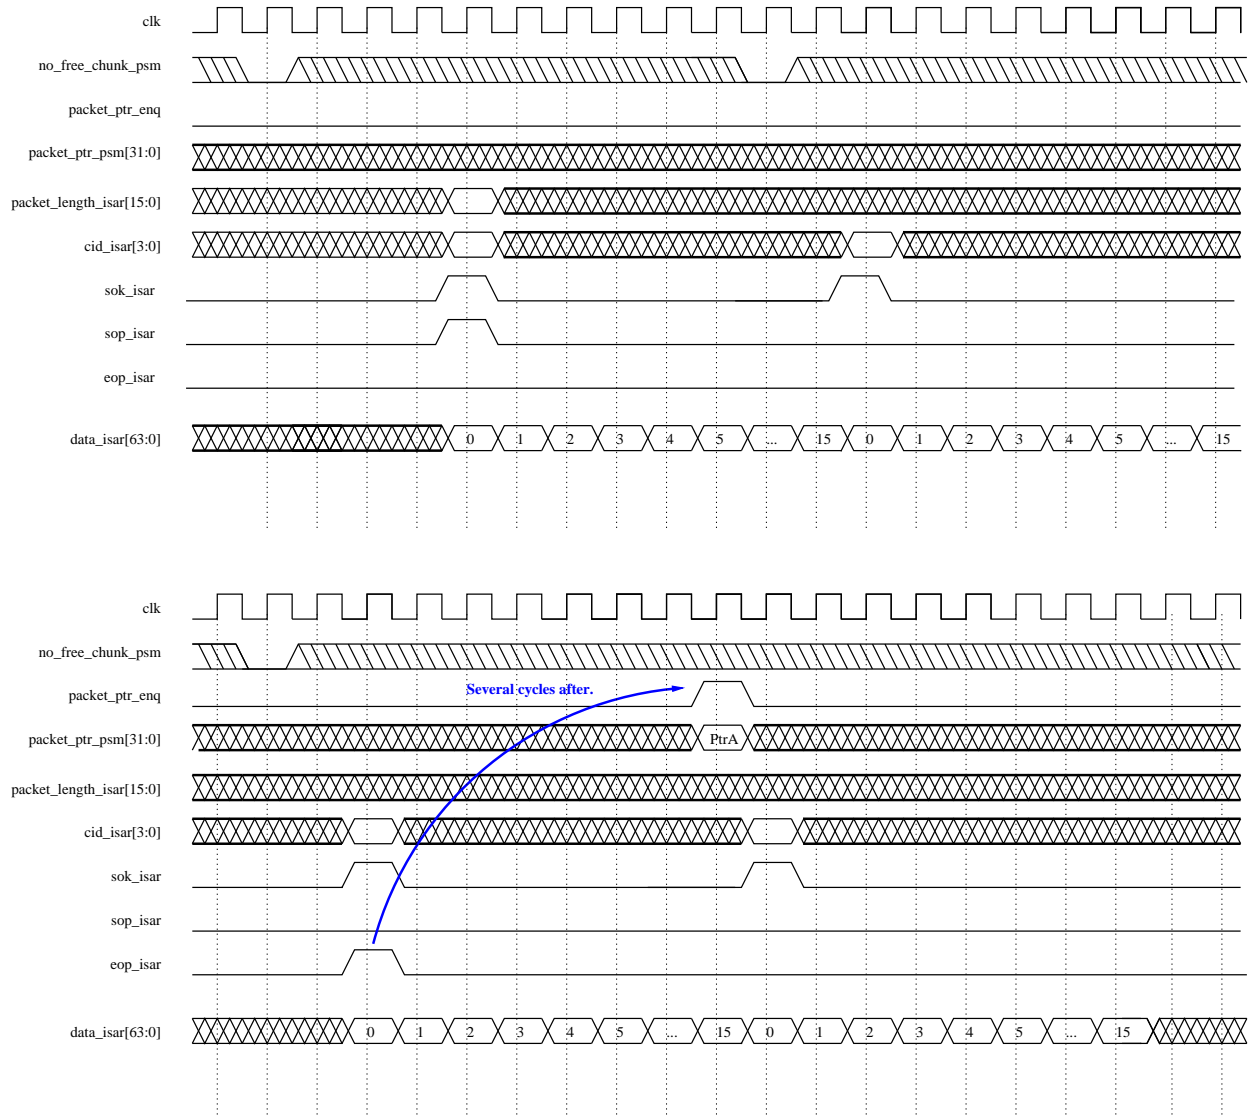 clk
no_free_chunk_psm
packet_ptr_enq
packet_ptr_psm[31:0]
packet_length_isar[15:0]
cid_isar[3:0]
sok_isar
sop_isar
eop_isar
data_isar[63:0] 0 1 2 3 4 5 ... 15 0 1 2 3 4 5 ... 15
clk
no_free_chunk_psm
packet_ptr_enq Several cycles after.
packet_ptr_psm[31:0] PtrA
packet_length_isar[15:0]
cid_isar[3:0]
sok_isar
sop_isar
eop_isar
data_isar[63:0] 0 1 2 3 4 5 ... 15 0 1 2 3 4 5 ... 15